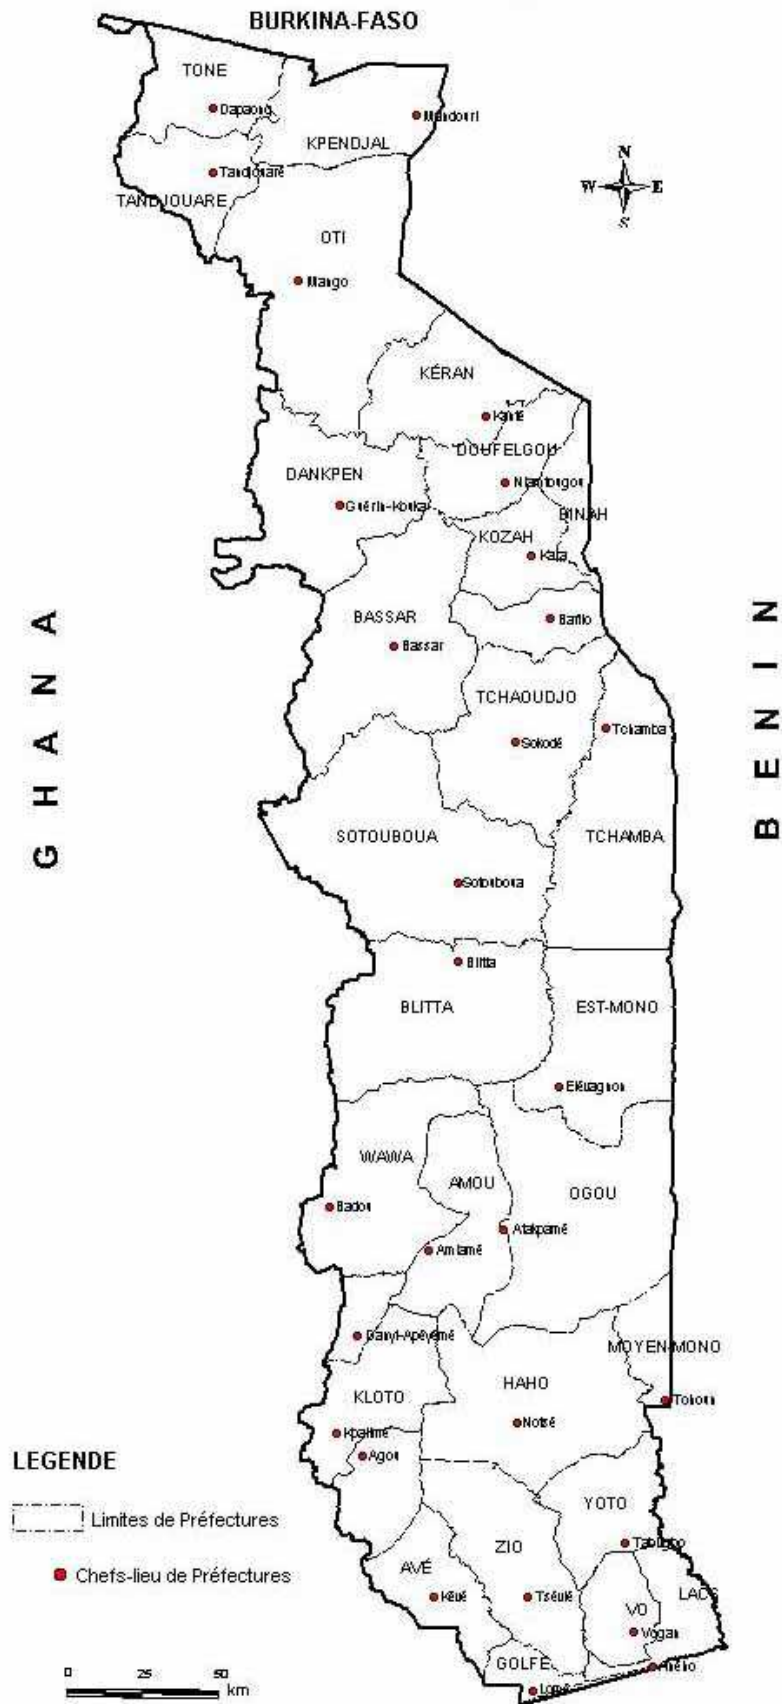 BURKINA-FASO
TONE
Dapaong
Mandouri
KPENDJAL
N
W E
S
Tandjouaré
TANDJOUARE
OTI
Mango
KÉRAN
Kanté
DOUFELGOU
DANKPEN
Niamtougou
Guérin-Kouka
BINAH
KOZAH
Kara
BASSAR
Bafilo
Bassar
GHANA
BENIN
TCHAOUDJO
Tchamba
Sokodé
SOTOUBOUA
TCHAMBA
Sotouboua
Blitta
BLITTA
EST-MONO
Elévagnon
WAWA
AMOU
OGOU
Badou
Atakpamé
Amlamé
Danyi-Apéyémé
MOYEN-MONO
HAHO
KLOTO
Tohoun
Notsé
Kpalimé
Agou
LEGENDE
Limites de Préfectures
Chefs-lieu de Préfectures
YOTO
ZIO
Tabligbo
AVÉ
LACS
Kévé
Tsévié
VO
Vogan
GOLFE
Aného
Lomé
0 25 50
km